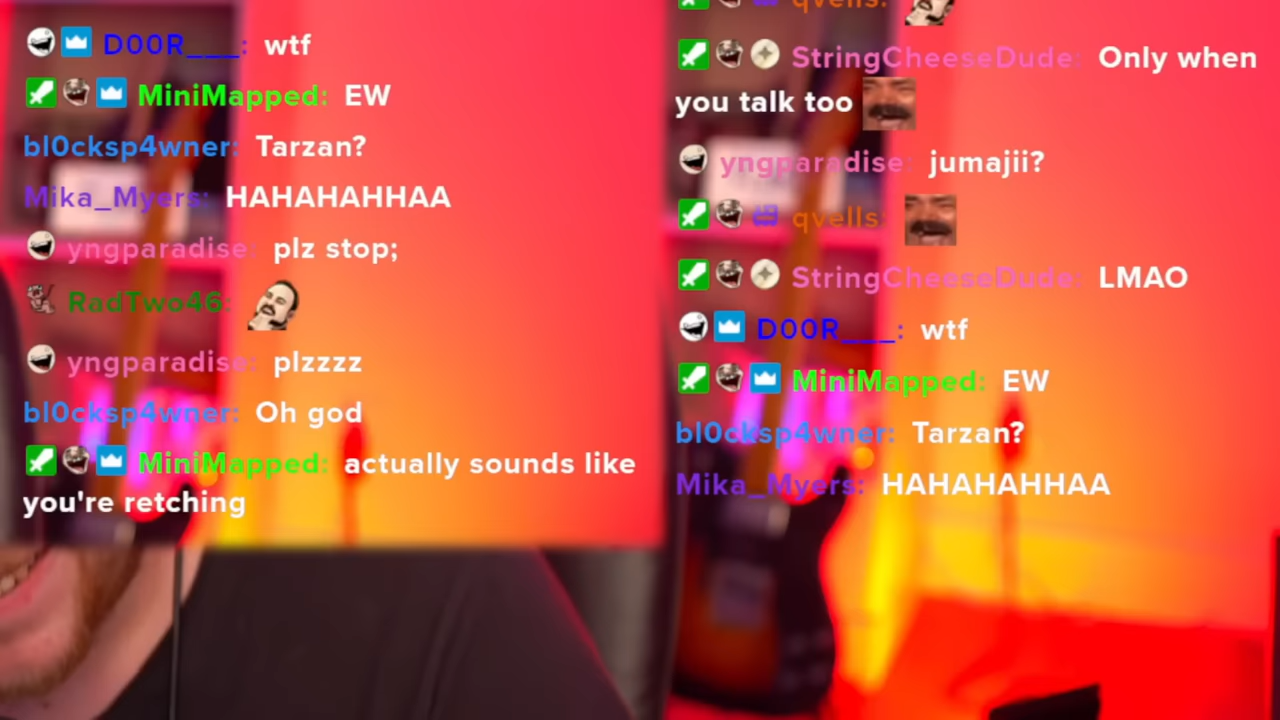 D00R___: wtf
MiniMapped: EW
bl0cksp4wner: Tarzan?
Mika_Myers: HAHAHAHHAA
yngparadise: plz stop;
RadTwo46:
yngparadise: plzzzz
bl0cksp4wner: Oh god
MiniMapped: actually sounds like
you're retching
qvells:
StringCheeseDude: Only when
you talk too
yngparadise: jumajii?
qvells:
StringCheeseDude: LMAO
D00R___: wtf
MiniMapped: EW
bl0cksp4wner: Tarzan?
Mika_Myers: HAHAHAHHAA